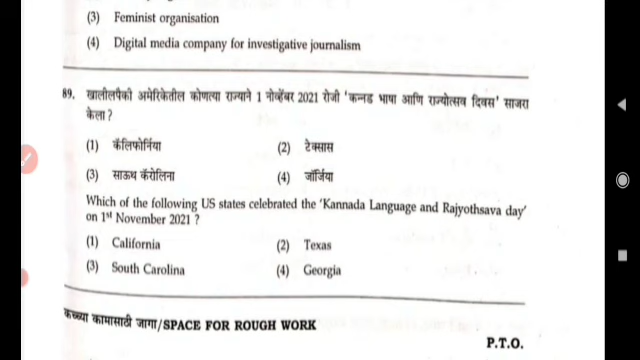 (3) Feminist organisation
(4) Digital media company for investigative journalism
89. खालीलपैकी अमेरिकेतील कोणत्या राज्याने 1 नोव्हेंबर 2021 रोजी 'कन्नड भाषा आणि राज्योत्सव दिवस' साजरा
केला ?
(1) कॅलिफोर्निया (2) टेक्सास
(3) साऊथ कॅरोलिना (4) जॉर्जिया
Which of the following US states celebrated the 'Kannada Language and Rajyothsava day'
on 1st November 2021 ?
(1) California (2) Texas
(3) South Carolina (4) Georgia
कच्च्या कामासाठी जागा/SPACE FOR ROUGH WORK
P.T.O.